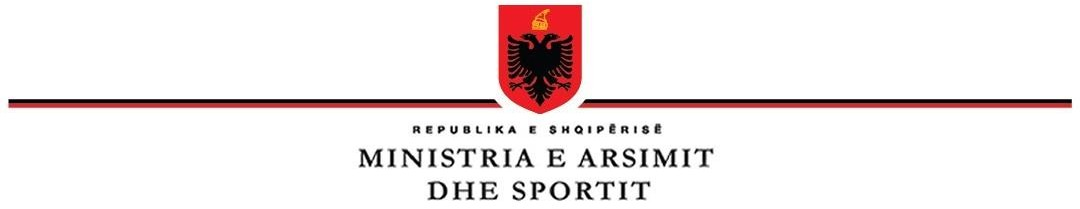 REPUBLIKA E SHQIPËRISË
MINISTRIA E ARSIMIT
DHE SPORTIT